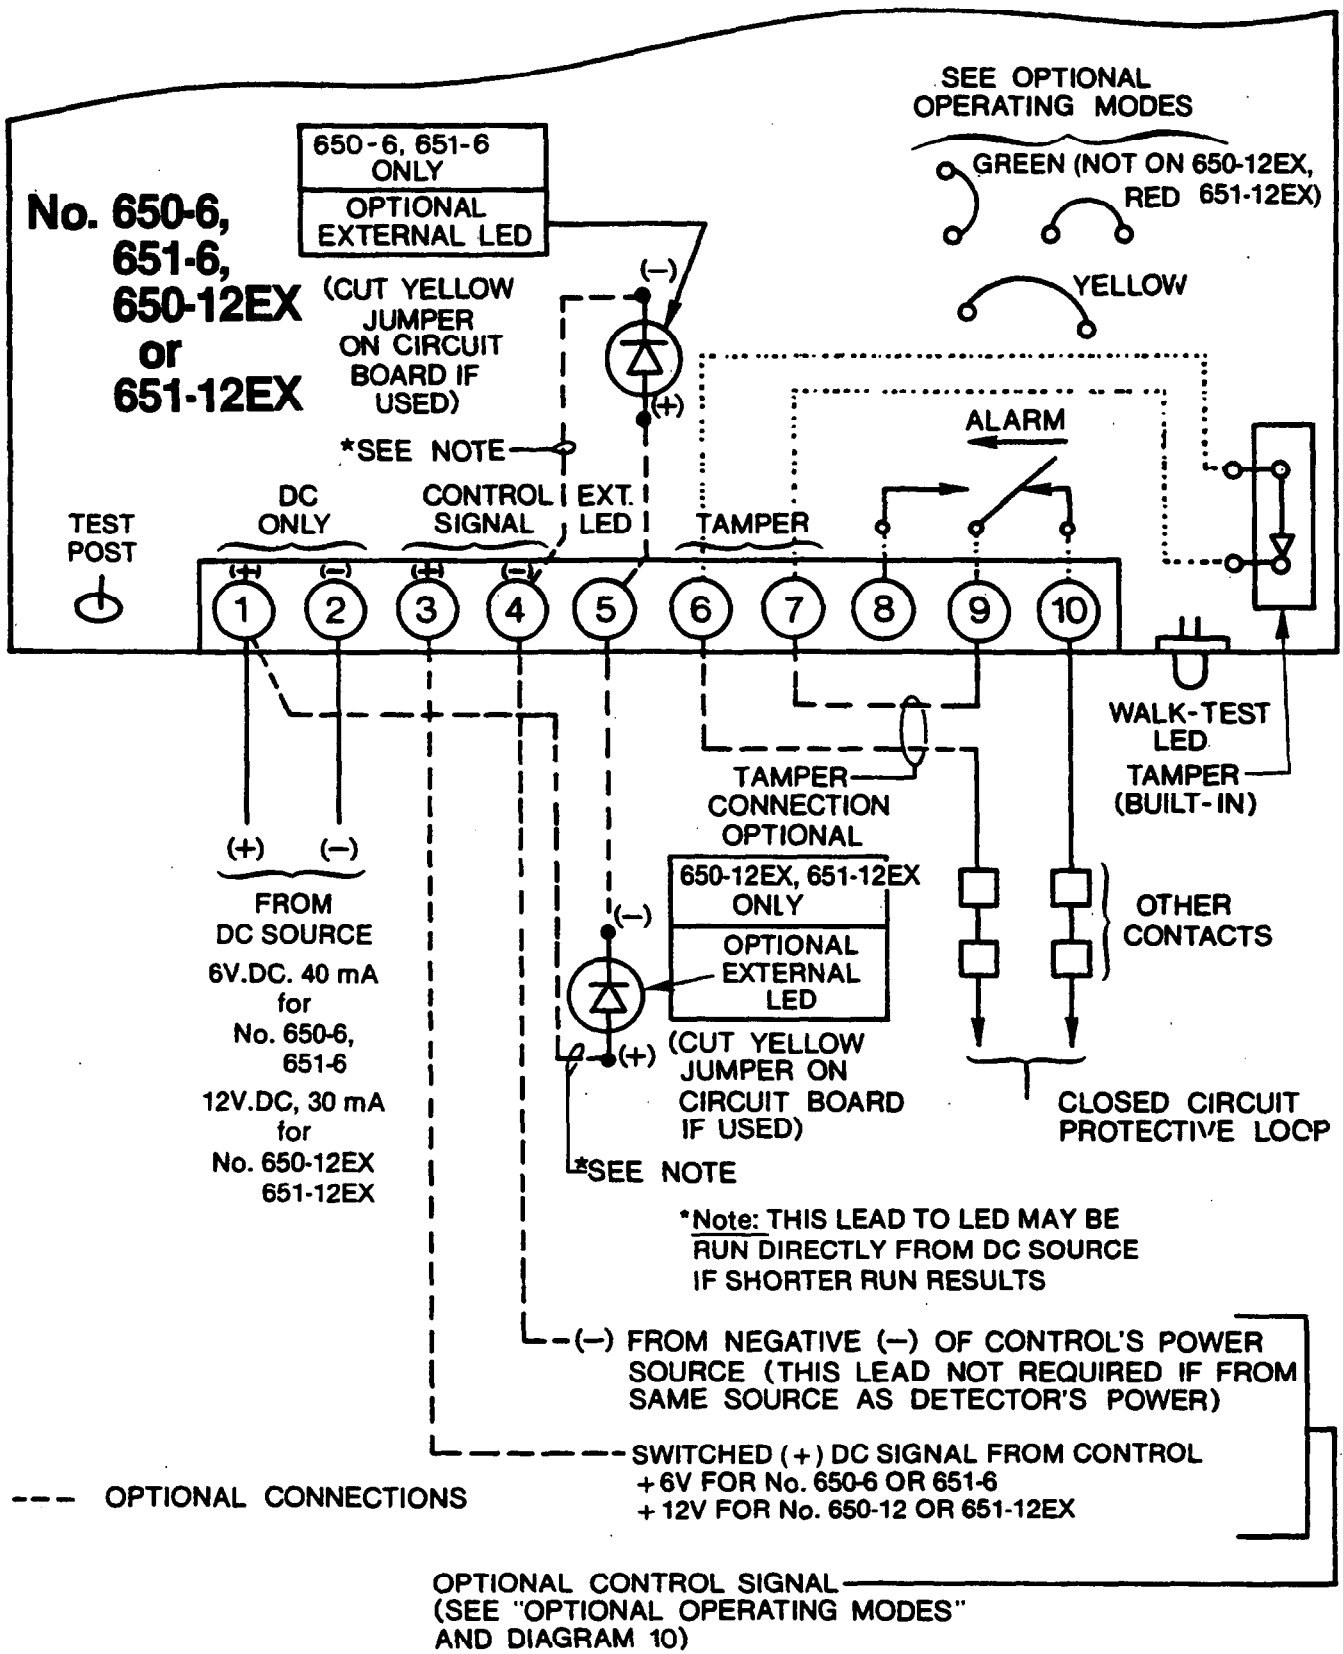 SEE OPTIONAL
OPERATING MODES
650-6, 651-6
ONLY
OPTIONAL
EXTERNAL LED
GREEN (NOT ON 650-12EX,
RED 651-12EX)
YELLOW
No. 650-6,
651-6,
650-12EX
or
651-12EX
(CUT YELLOW
JUMPER
ON CIRCUIT
BOARD IF
USED)
(-)
(+)
*SEE NOTE
ALARM
TEST
POST
DC
ONLY
CONTROL
SIGNAL
EXT.
LED
TAMPER
(+) (-) (+) (-)
1 2 3 4 5 6 7 8 9 10
WALK-TEST
LED
TAMPER
(BUILT-IN)
TAMPER
CONNECTION
OPTIONAL
(+) (-)
FROM
DC SOURCE
6V.DC. 40 mA
for
No. 650-6,
651-6
12V.DC, 30 mA
for
No. 650-12EX
651-12EX
650-12EX, 651-12EX
ONLY
OPTIONAL
EXTERNAL
LED
(-)
(+)
(CUT YELLOW
JUMPER ON
CIRCUIT BOARD
IF USED)
*SEE NOTE
OTHER
CONTACTS
CLOSED CIRCUIT
PROTECTIVE LOOP
*Note: THIS LEAD TO LED MAY BE
RUN DIRECTLY FROM DC SOURCE
IF SHORTER RUN RESULTS
(-) FROM NEGATIVE (-) OF CONTROL'S POWER
SOURCE (THIS LEAD NOT REQUIRED IF FROM
SAME SOURCE AS DETECTOR'S POWER)
SWITCHED (+) DC SIGNAL FROM CONTROL
+6V FOR No. 650-6 OR 651-6
+12V FOR No. 650-12 OR 651-12EX
--- OPTIONAL CONNECTIONS
OPTIONAL CONTROL SIGNAL
(SEE "OPTIONAL OPERATING MODES"
AND DIAGRAM 10)